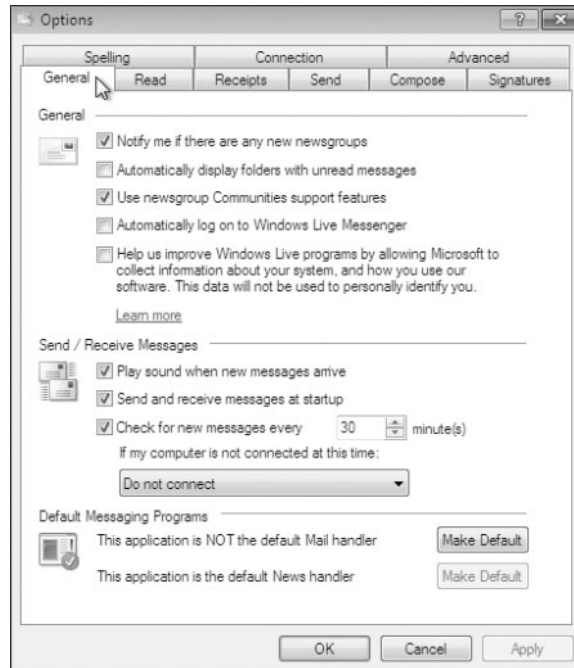 Options
Spelling Connection Advanced
General Read Receipts Send Compose Signatures
General
Notify me if there are any new newsgroups
Automatically display folders with unread messages
Use newsgroup Communities support features
Automatically log on to Windows Live Messenger
Help us improve Windows Live programs by allowing Microsoft to
collect information about your system, and how you use our
software. This data will not be used to personally identify you.
Learn more
Send / Receive Messages
Play sound when new messages arrive
Send and receive messages at startup
Check for new messages every 30 minute(s)
If my computer is not connected at this time:
Do not connect
Default Messaging Programs
This application is NOT the default Mail handler Make Default
This application is the default News handler Make Default
OK Cancel Apply